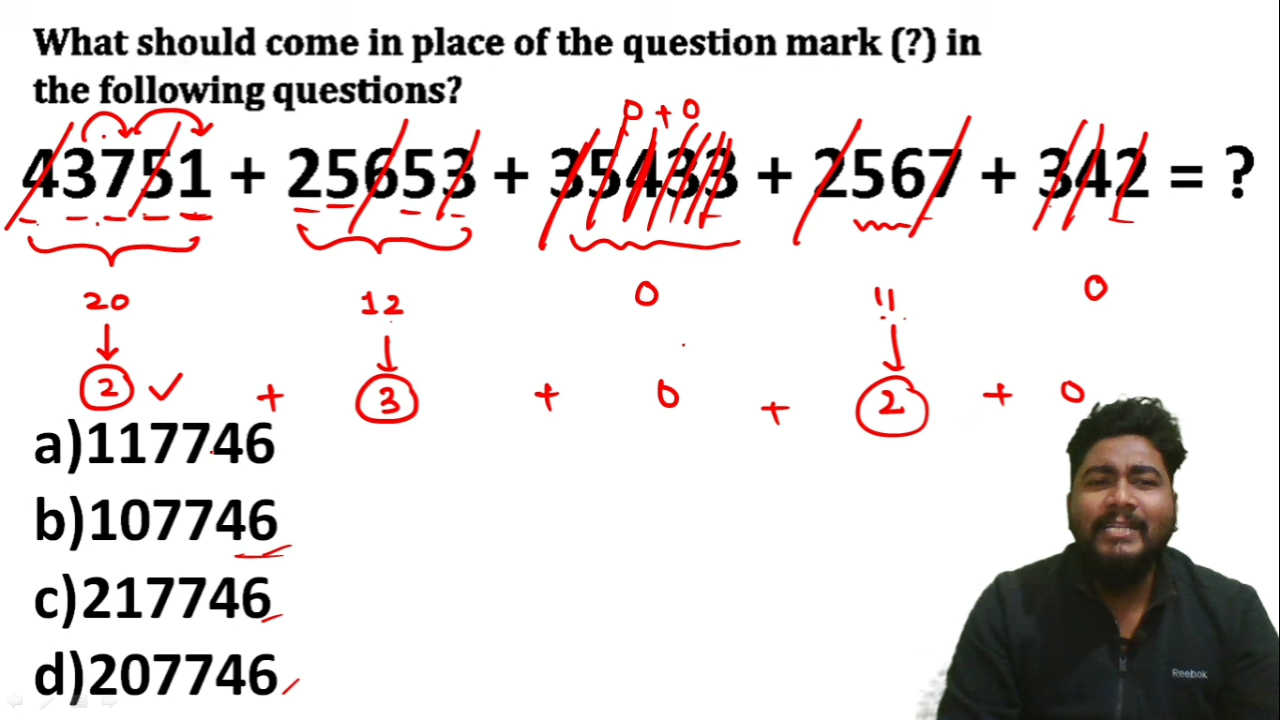 What should come in place of the question mark (?) in
the following questions?
0 + 0
43751 + 25653 + 35433 + 2567 + 342 = ?
20 12 0 11 0
2 ✓ + 3 + 0 + 2 + 0
a)117746
b)107746
c)217746
d)207746
Reebok